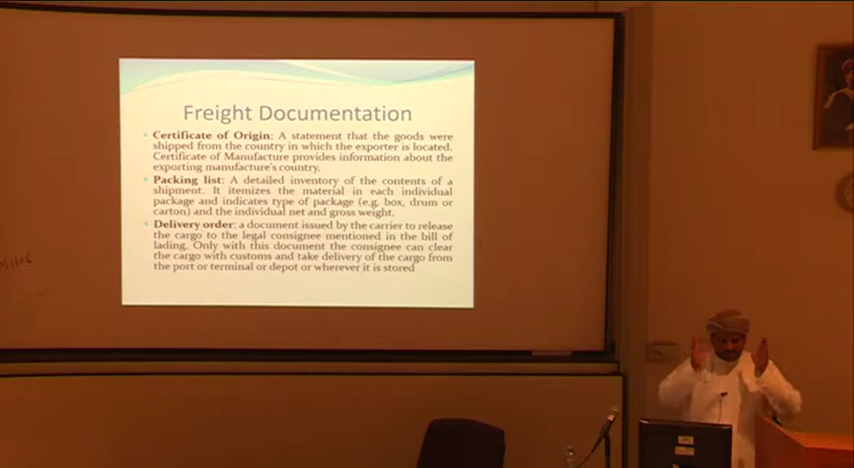 Freight Documentation
Certificate of Origin: A statement that the goods were
shipped from the country in which the exporter is located.
Certificate of Manufacture provides information about the
exporting manufacture's country.
Packing list: A detailed inventory of the contents of a
shipment. It itemizes the material in each individual
package and indicates type of package (e.g. box, drum or
carton) and the individual net and gross weight.
Delivery order: a document issued by the carrier to release
the cargo to the legal consignee mentioned in the bill of
lading. Only with this document the consignee can clear
the cargo with customs and take delivery of the cargo from
the port or terminal or depot or wherever it is stored